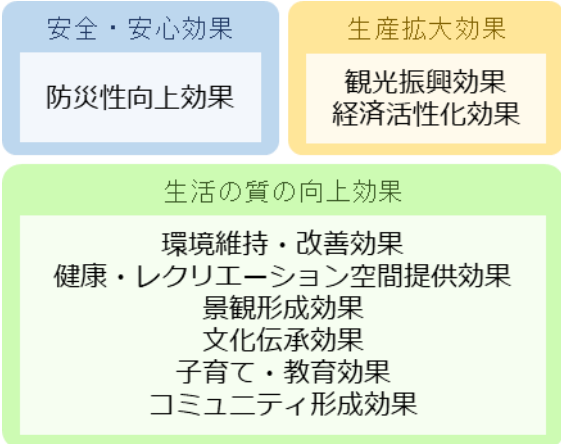 安全・安心効果
防災性向上効果
生産拡大効果
観光振興効果
経済活性化効果
生活の質の向上効果
環境維持・改善効果
健康・レクリエーション空間提供効果
景観形成効果
文化伝承効果
子育て・教育効果
コミュニティ形成効果